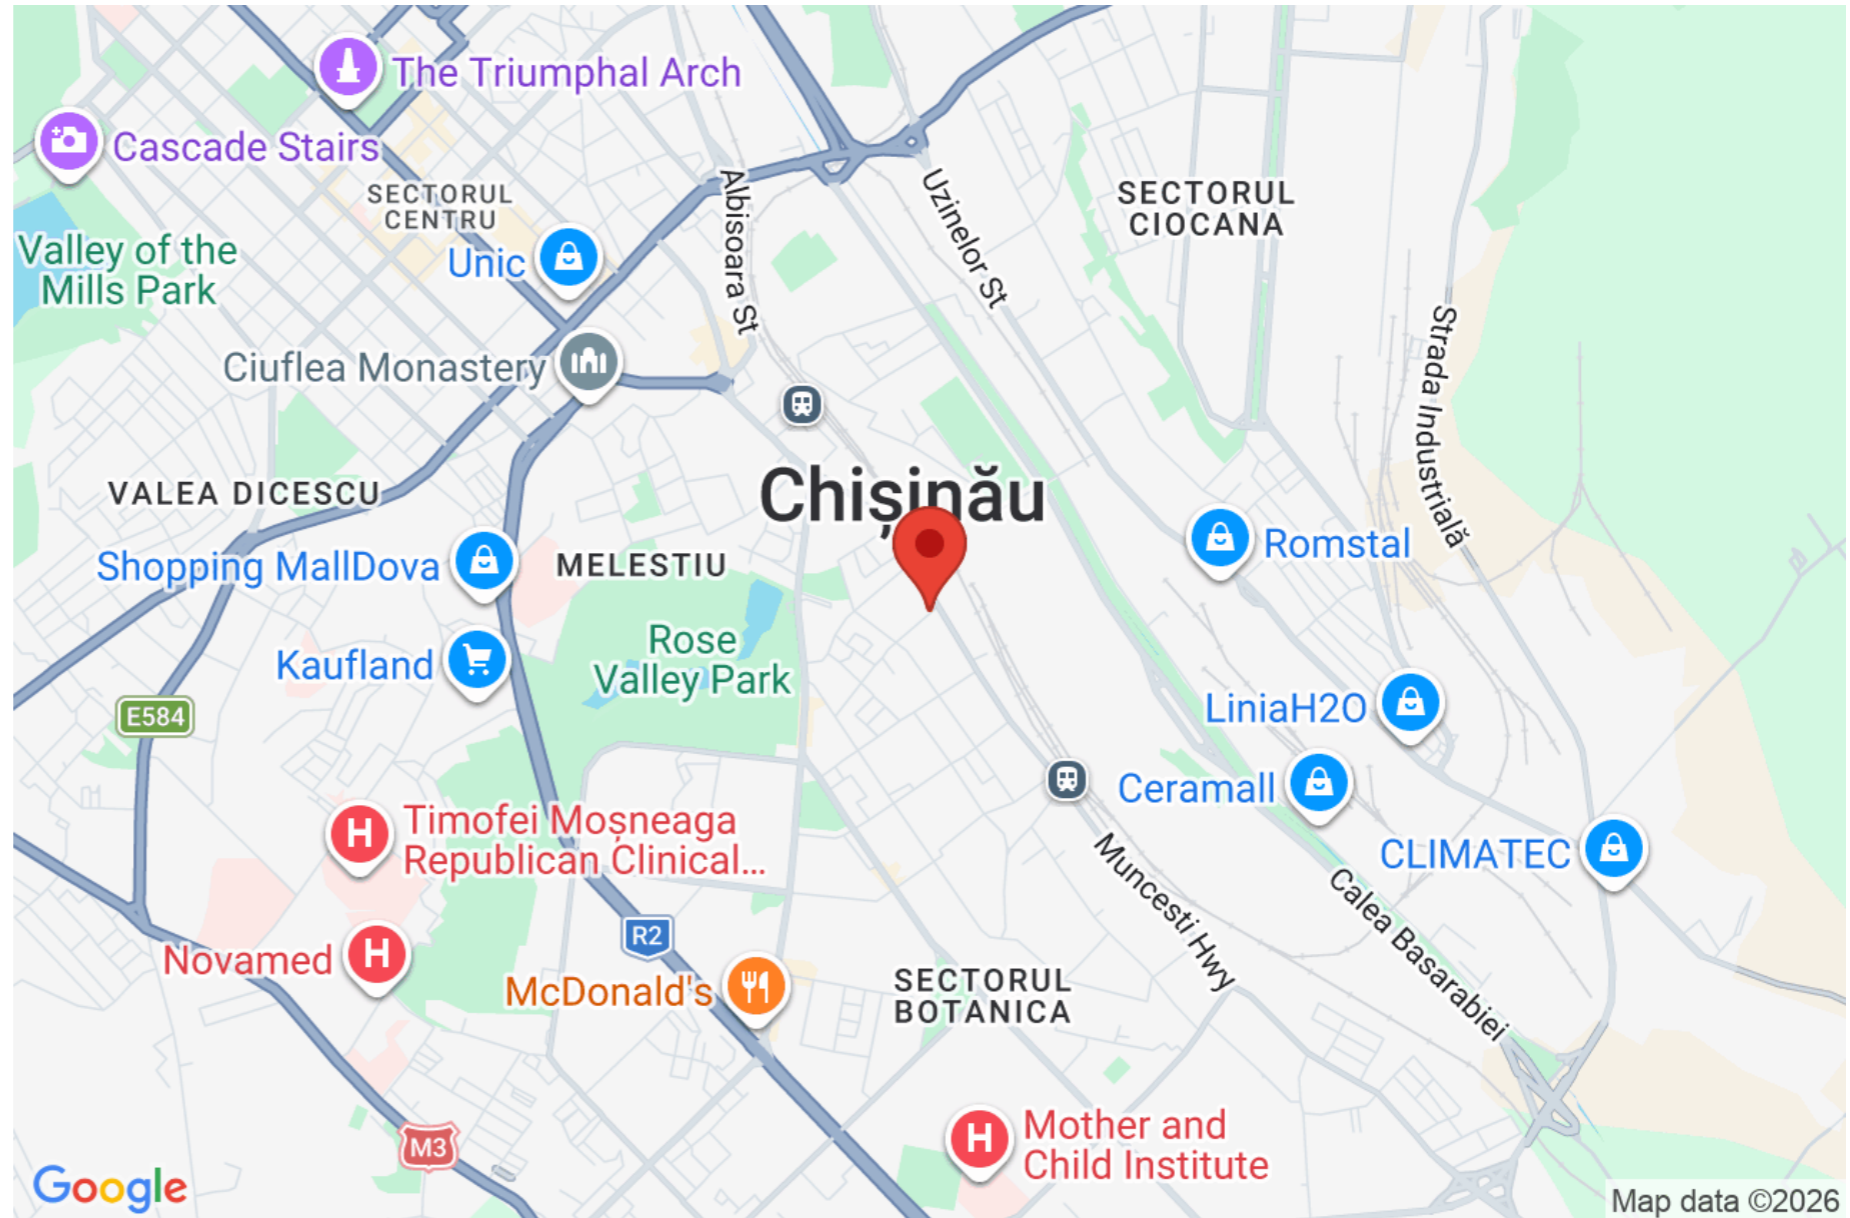 The Triumphal Arch
Cascade Stairs
SECTORUL
CENTRU
Albisoara St
Uzinelor St
SECTORUL
CIOCANA
Valley of the
Mills Park
Unic
Strada Industrială
Ciuflea Monastery
VALEA DICESCU
Chișinău
Shopping MallDova
MELESTIU
Romstal
Rose
Valley Park
Kaufland
E584
LiniaH2O
Ceramall
Timofei Moșneaga
Republican Clinical...
H
Muncesti Hwy
CLIMATEC
Calea Basarabiei
R2
Novamed
H
McDonald's
SECTORUL
BOTANICA
M3
H
Mother and
Child Institute
Google
Map data ©2026